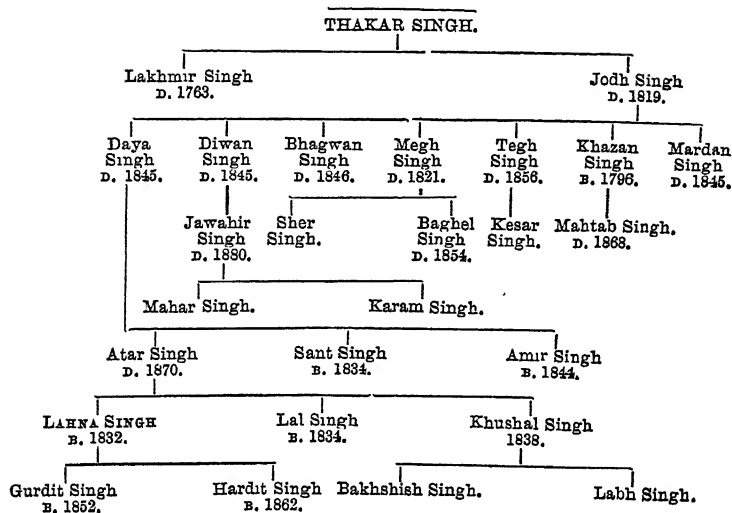 THAKAR SINGH.
Lakhmir Singh
D. 1763.
Jodh Singh
D. 1819.
Daya
Singh
D. 1845.
Diwan
Singh
D. 1845.
Bhagwan
Singh
D. 1846.
Megh
Singh
D. 1821.
Tegh
Singh
D. 1856.
Khazan
Singh
B. 1796.
Mardan
Singh
D. 1845.
Jawahir
Singh
D. 1880.
Sher
Singh.
Baghel
Singh
D. 1854.
Kesar
Singh.
Mahtab Singh.
D. 1868.
Mahar Singh.
Karam Singh.
Atar Singh
D. 1870.
Sant Singh
B. 1834.
Amir Singh
B. 1844.
LAHNA SINGH
B. 1832.
Lal Singh
B. 1834.
Khushal Singh
1838.
Gurdit Singh
B. 1852.
Hardit Singh
B. 1862.
Bakhshish Singh.
Labh Singh.